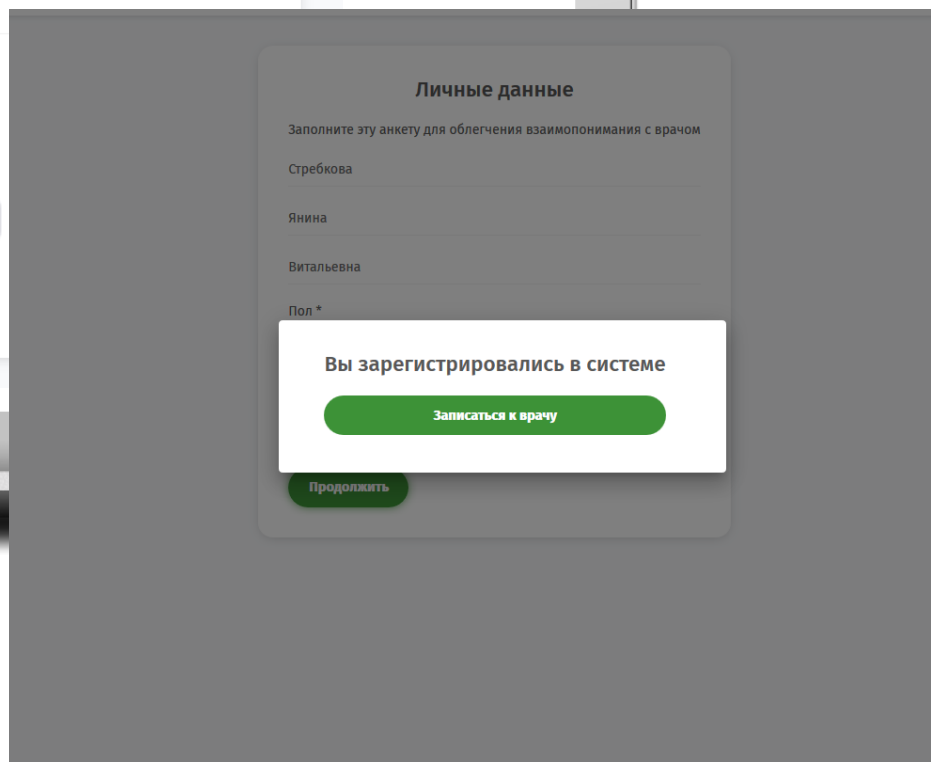 Личные данные
Заполните эту анкету для облегчения взаимопонимания с врачом
Стребкова
Янина
Витальевна
Пол *
Вы зарегистрировались в системе
Записаться к врачу
Продолжить